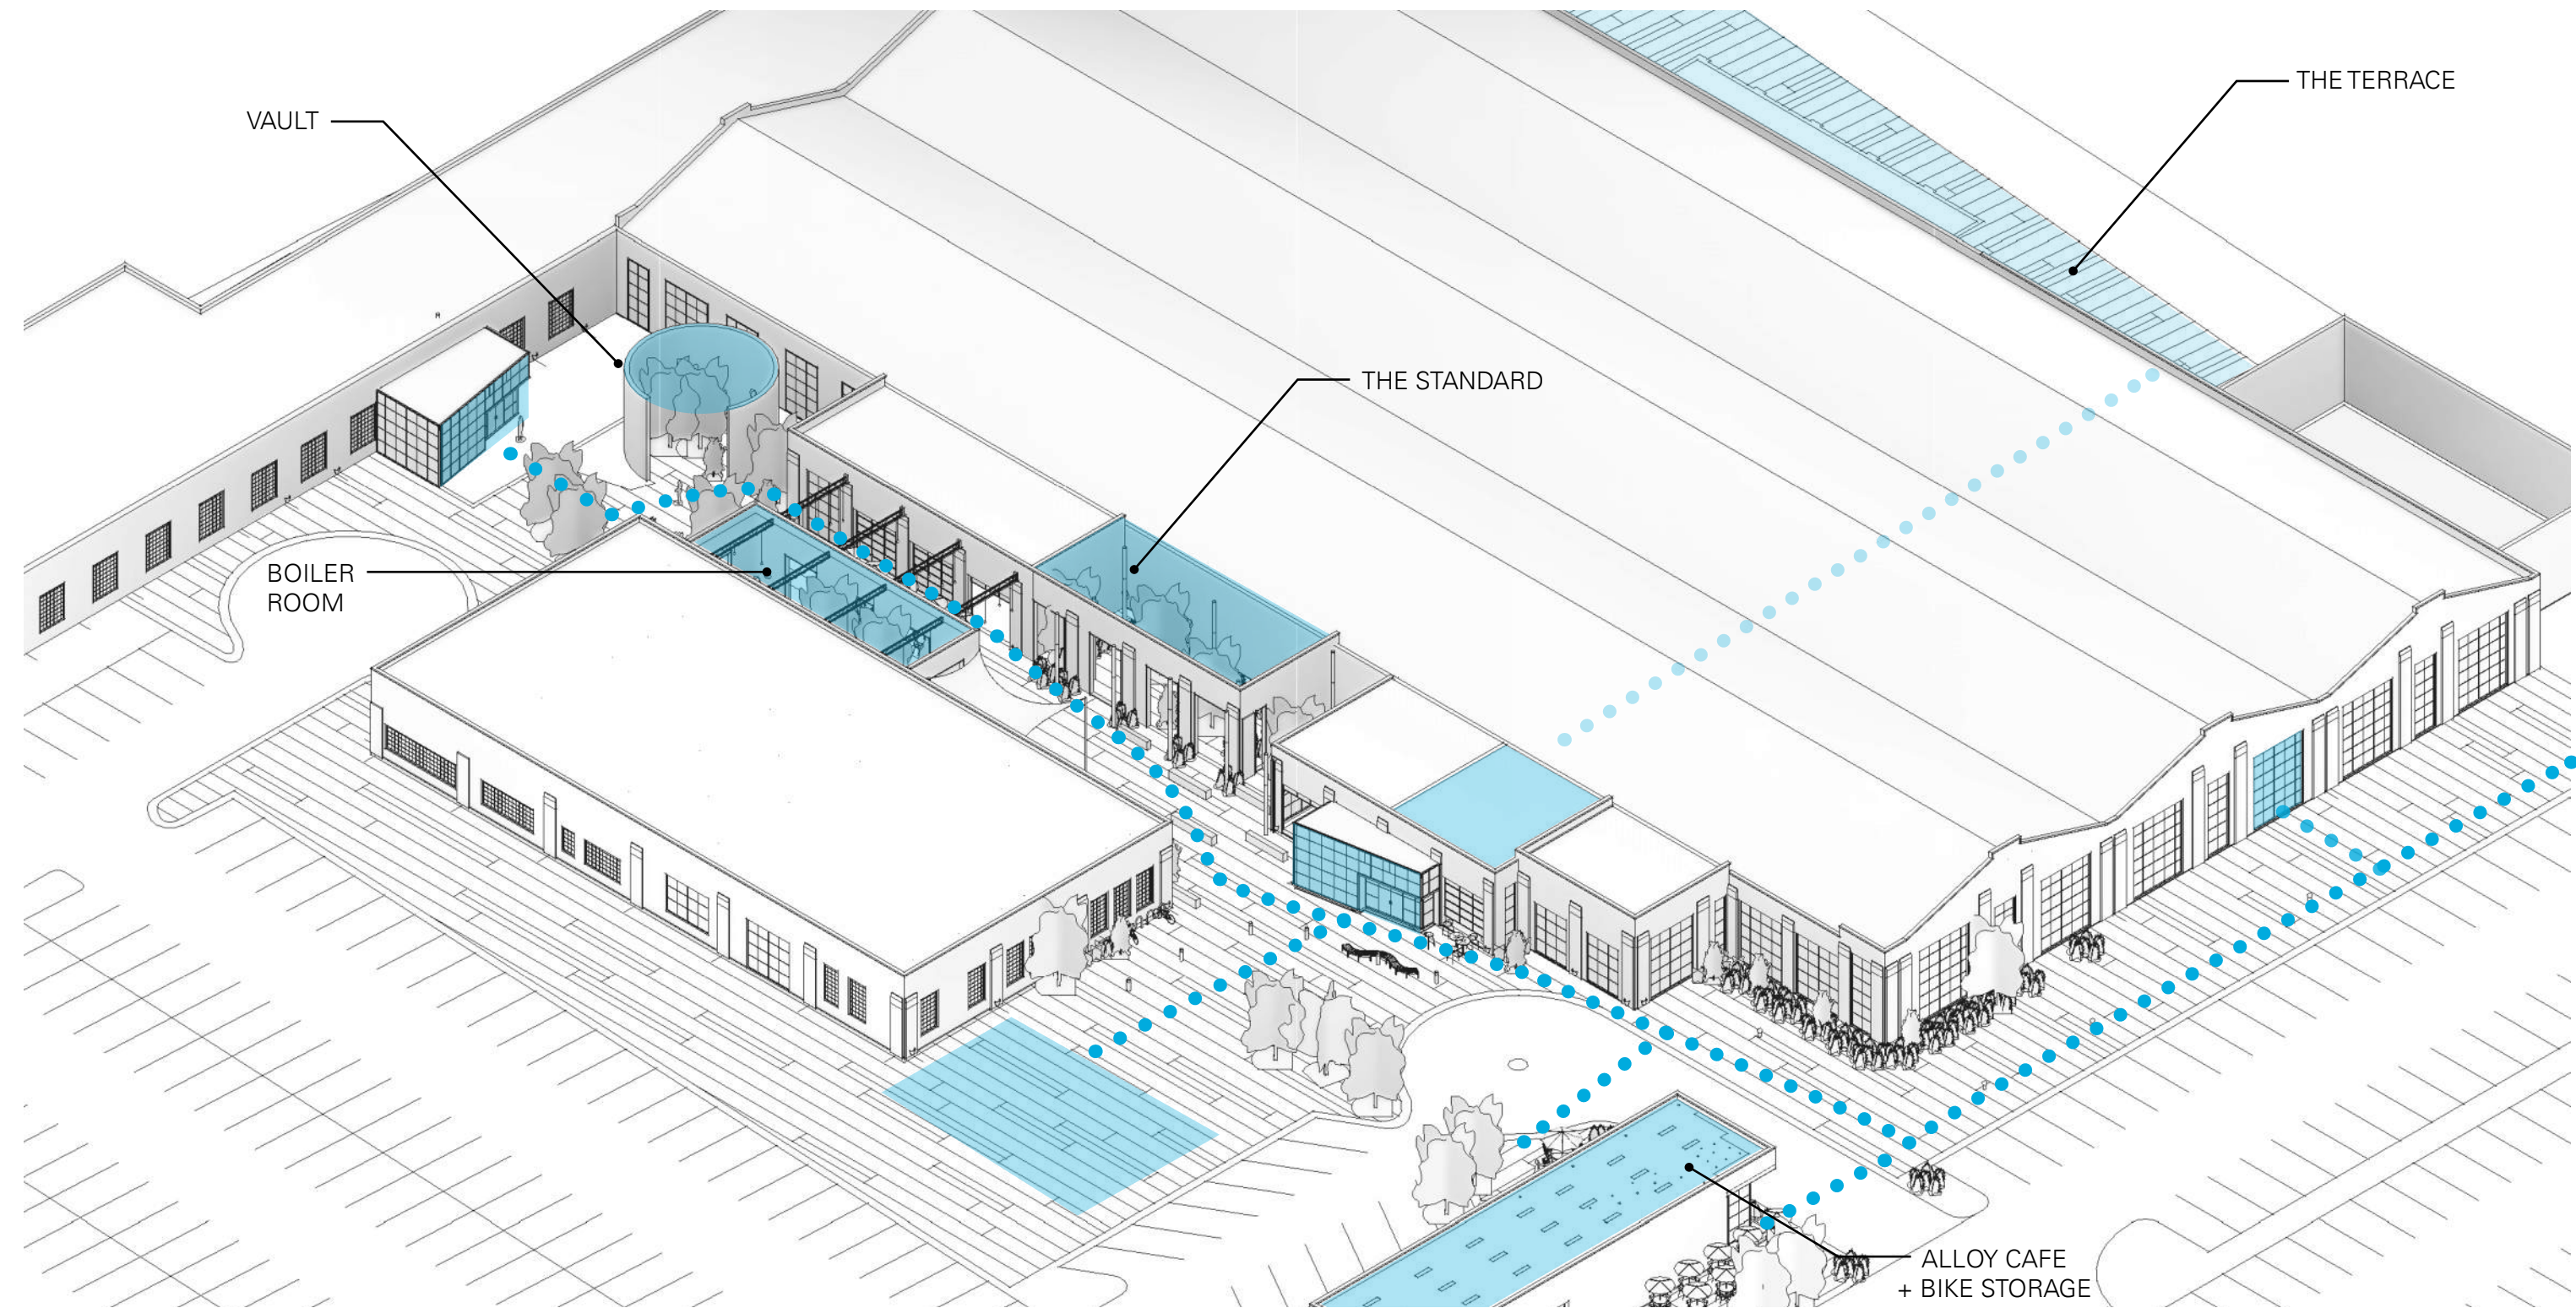 THE TERRACE
VAULT
THE STANDARD
BOILER
ROOM
ALLOY CAFE
+ BIKE STORAGE